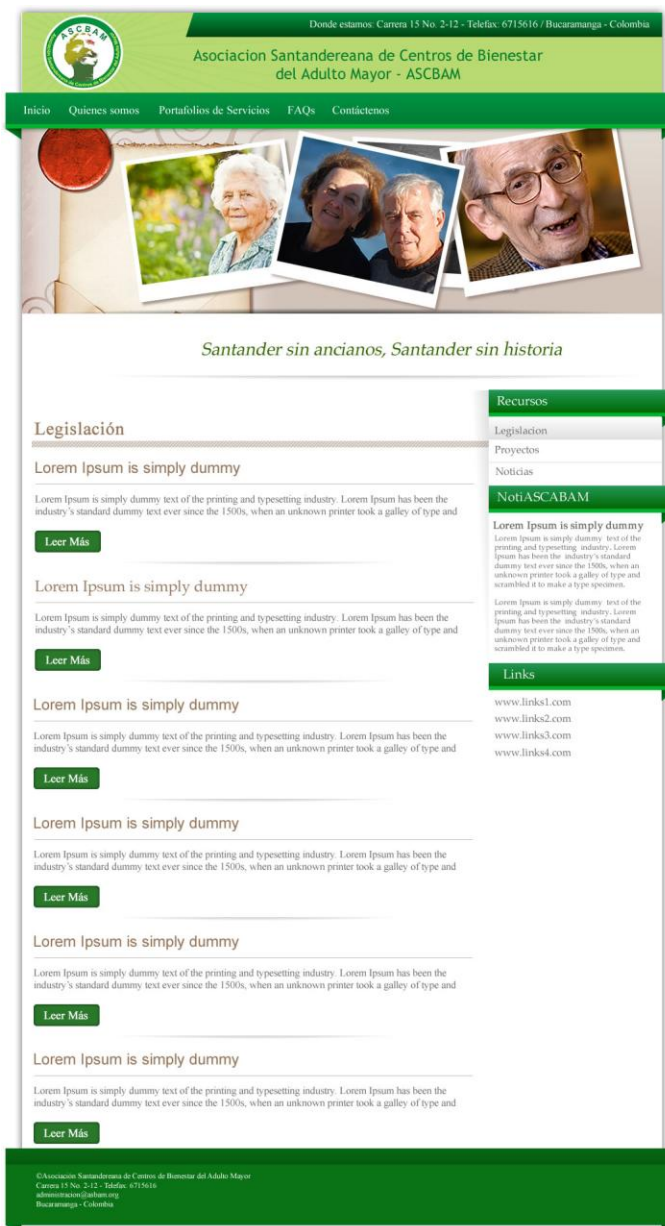 ASCBAM
Donde estamos: Carrera 15 No. 2-12 - Telefax: 6715616 / Bucaramanga - Colombia
Asociacion Santandereana de Centros de Bienestar
del Adulto Mayor - ASCBAM
Inicio Quienes somos Portafolios de Servicios FAQs Contáctenos
Santander sin ancianos, Santander sin historia
Legislación
Lorem Ipsum is simply dummy
Lorem Ipsum is simply dummy text of the printing and typesetting industry. Lorem Ipsum has been the
industry's standard dummy text ever since the 1500s, when an unknown printer took a galley of type and
Leer Más
Lorem Ipsum is simply dummy
Lorem Ipsum is simply dummy text of the printing and typesetting industry. Lorem Ipsum has been the
industry's standard dummy text ever since the 1500s, when an unknown printer took a galley of type and
Leer Más
Lorem Ipsum is simply dummy
Lorem Ipsum is simply dummy text of the printing and typesetting industry. Lorem Ipsum has been the
industry's standard dummy text ever since the 1500s, when an unknown printer took a galley of type and
Leer Más
Lorem Ipsum is simply dummy
Lorem Ipsum is simply dummy text of the printing and typesetting industry. Lorem Ipsum has been the
industry's standard dummy text ever since the 1500s, when an unknown printer took a galley of type and
Leer Más
Lorem Ipsum is simply dummy
Lorem Ipsum is simply dummy text of the printing and typesetting industry. Lorem Ipsum has been the
industry's standard dummy text ever since the 1500s, when an unknown printer took a galley of type and
Leer Más
Lorem Ipsum is simply dummy
Lorem Ipsum is simply dummy text of the printing and typesetting industry. Lorem Ipsum has been the
industry's standard dummy text ever since the 1500s, when an unknown printer took a galley of type and
Leer Más
Recursos
Legislacion
Proyectos
Noticias
NotiASCABAM
Lorem Ipsum is simply dummy
Lorem Ipsum is simply dummy text of the
printing and typesetting industry. Lorem
Ipsum has been the industry's standard
dummy text ever since the 1500s, when an
unknown printer took a galley of type and
scrambled it to make a type specimen.
Lorem Ipsum is simply dummy text of the
printing and typesetting industry. Lorem
Ipsum has been the industry's standard
dummy text ever since the 1500s, when an
unknown printer took a galley of type and
scrambled it to make a type specimen.
Links
www.links1.com
www.links2.com
www.links3.com
www.links4.com
©Asociación Santandereana de Centros de Bienestar del Adulto Mayor
Carrera 15 No. 2-12 - Telefax: 6715616
administracion@asbam.org
Bucaramanga - Colombia